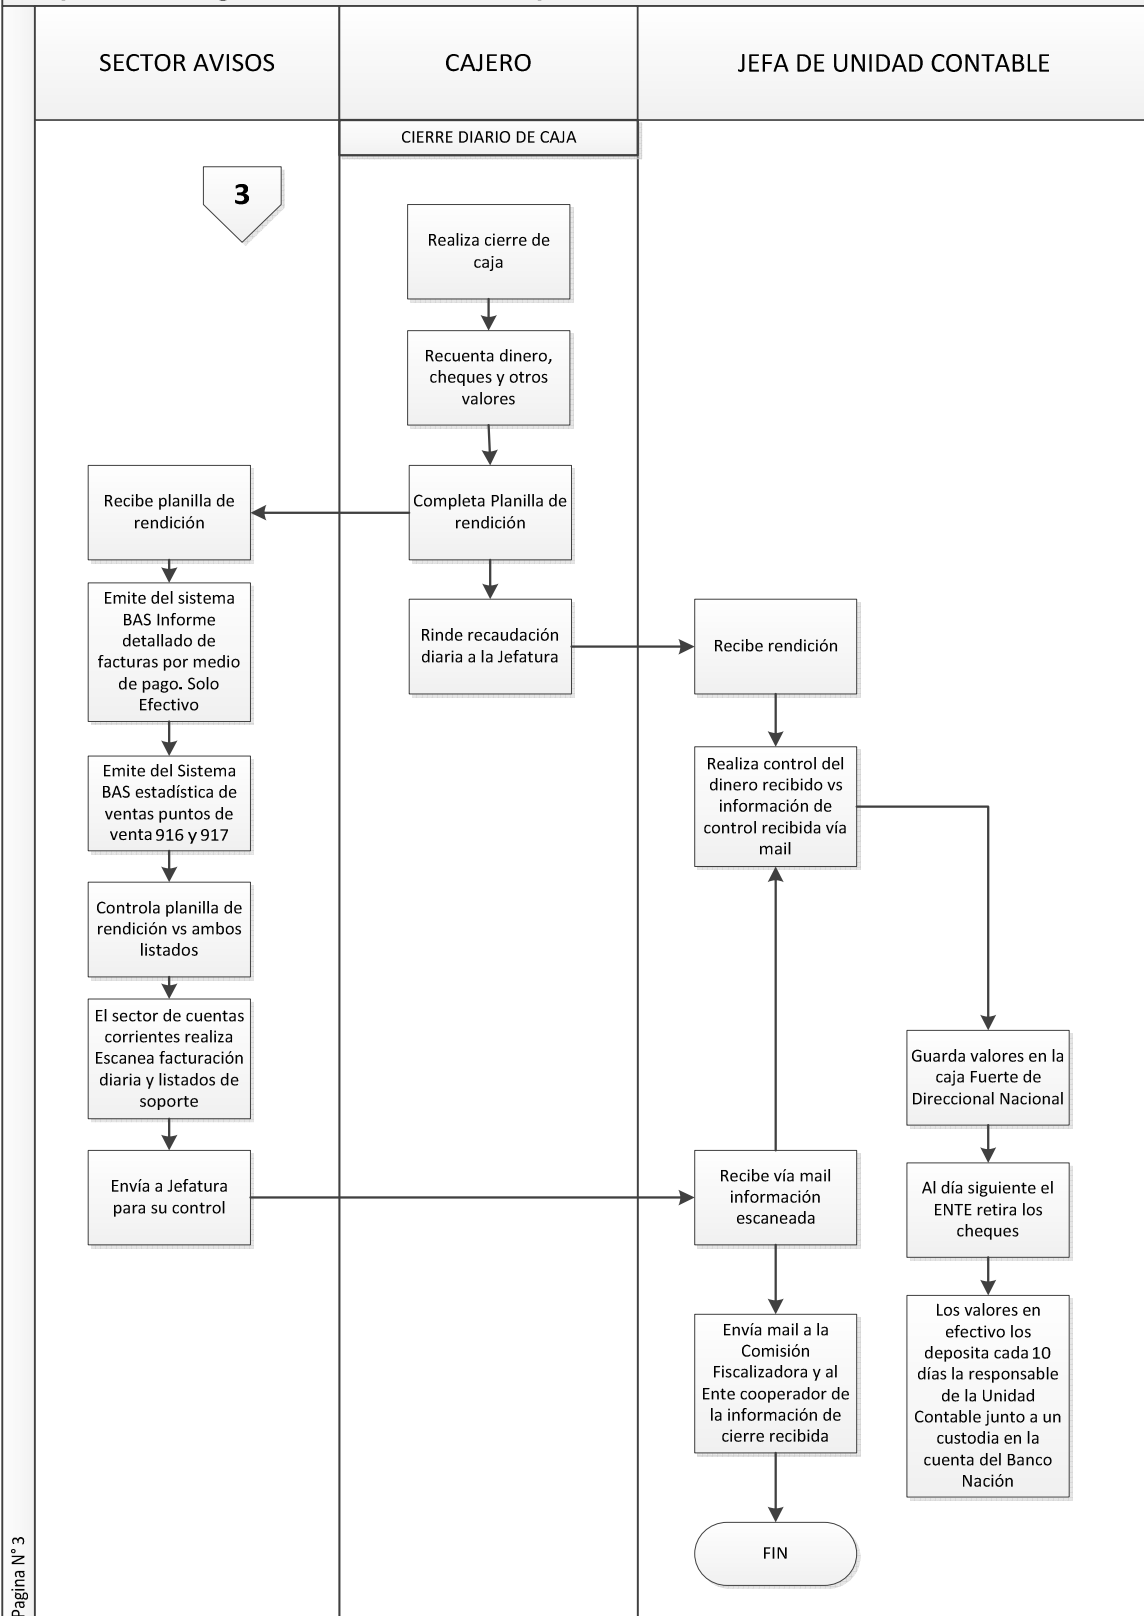 SECTOR AVISOS
CAJERO
JEFA DE UNIDAD CONTABLE
CIERRE DIARIO DE CAJA
3
Realiza cierre de
caja
Recuenta dinero,
cheques y otros
valores
Recibe planilla de
rendición
Completa Planilla de
rendición
Emite del sistema
BAS Informe
detallado de
facturas por medio
de pago. Solo
Efectivo
Rinde recaudación
diaria a la Jefatura
Recibe rendición
Emite del Sistema
BAS estadística de
ventas puntos de
venta 916 y 917
Realiza control del
dinero recibido vs
información de
control recibida vía
mail
Controla planilla de
rendición vs ambos
listados
El sector de cuentas
corrientes realiza
Escanea facturación
diaria y listados de
soporte
Guarda valores en la
caja Fuerte de
Direccional Nacional
Envía a Jefatura
para su control
Recibe vía mail
información
escaneada
Al día siguiente el
ENTE retira los
cheques
Envía mail a la
Comisión
Fiscalizadora y al
Ente cooperador de
la información de
cierre recibida
Los valores en
efectivo los
deposita cada 10
días la responsable
de la Unidad
Contable junto a un
custodia en la
cuenta del Banco
Nación
FIN
Pagina N° 3